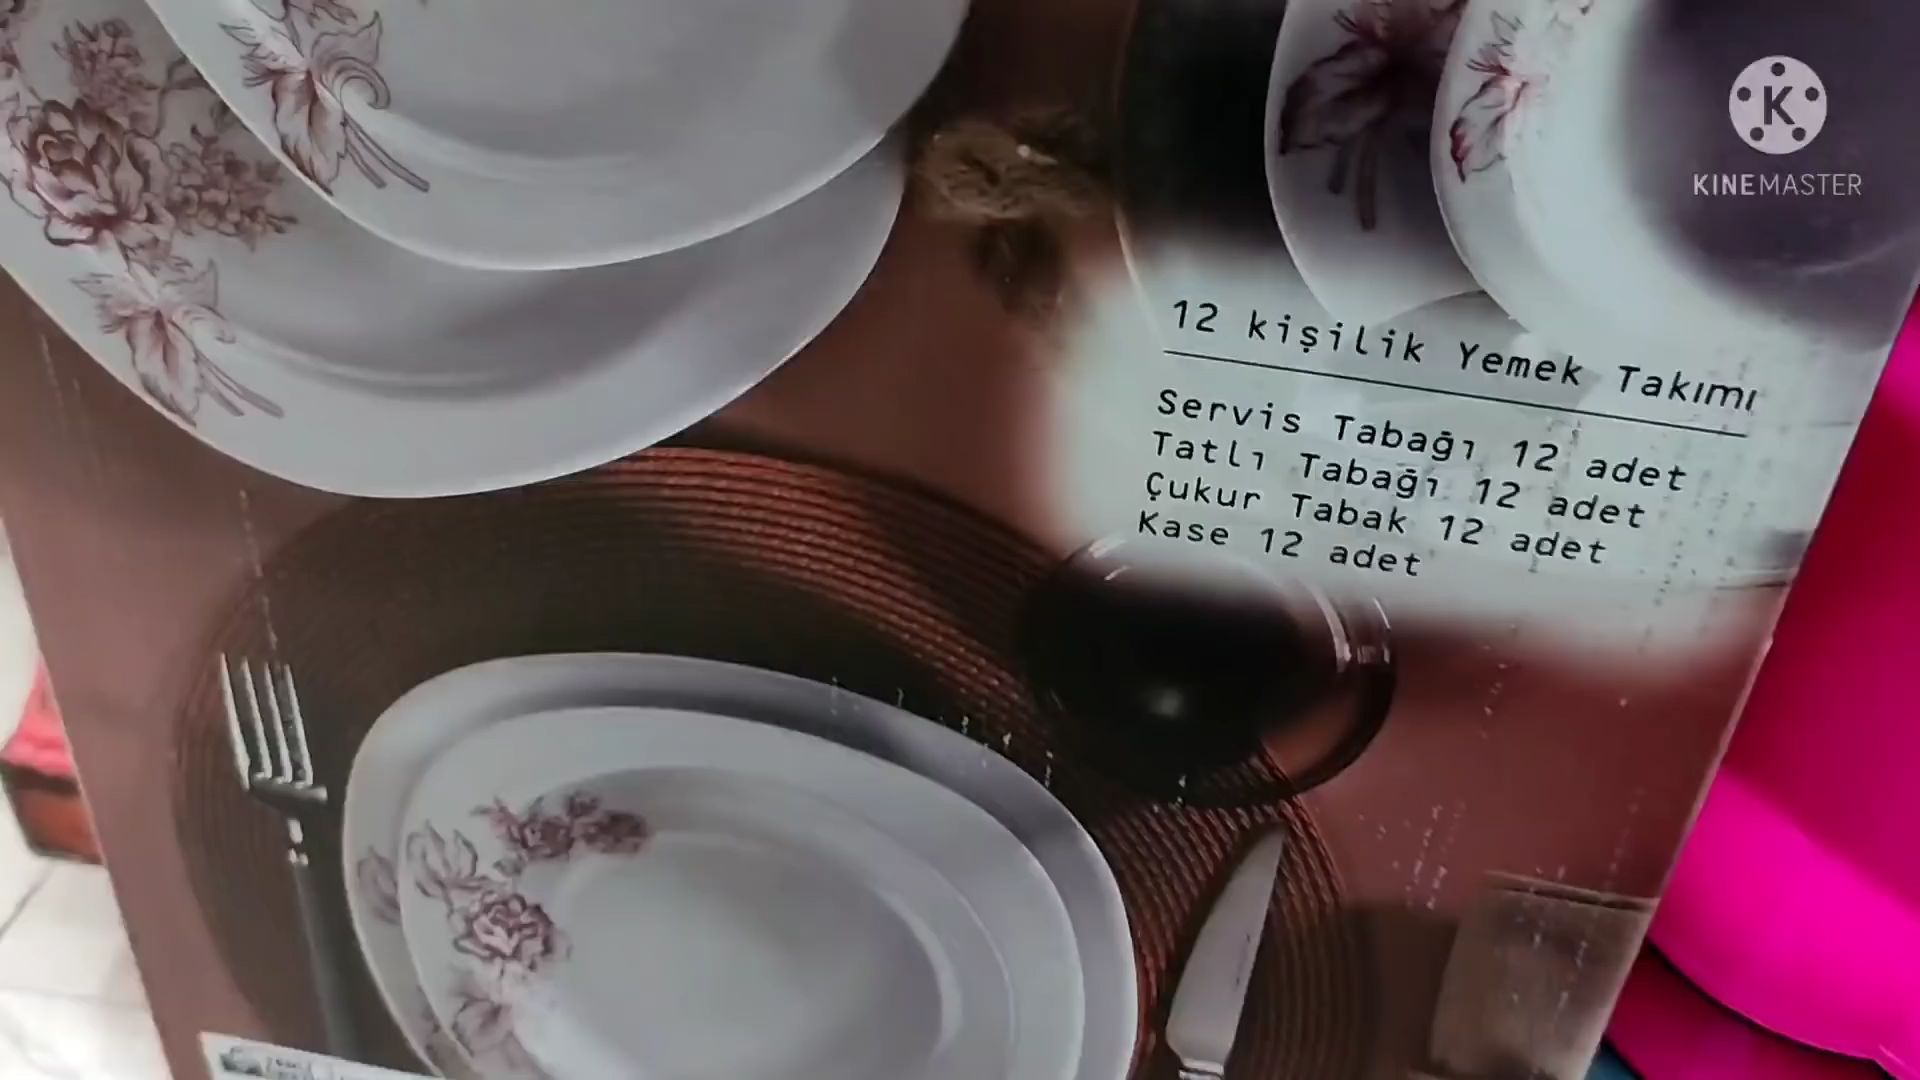 K
KINEMASTER
12 kişilik Yemek Takımı
Servis Tabağı 12 adet
Tatlı Tabağı 12 adet
Çukur Tabak 12 adet
Kase 12 adet